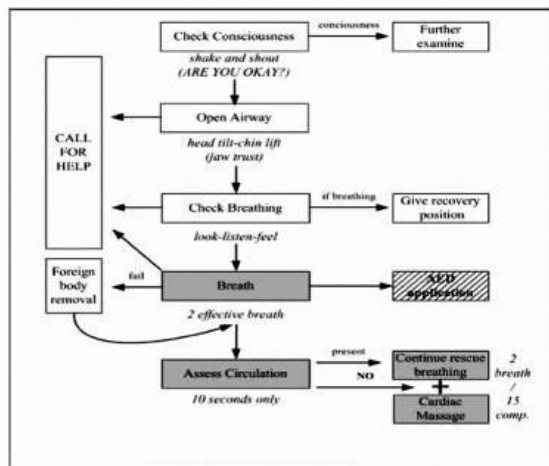 Check Consciousness
conciousness
Further
examine
shake and shout
(ARE YOU OKAY?)
CALL
FOR
HELP
Open Airway
head tilt-chin lift
(jaw trust)
Check Breathing
if breathing
Give recovery
position
look-listen-feel
Foreign
body
removal
fail
Breath
AED
application
2 effective breath
Assess Circulation
present
NO
Continue rescue
breathing
+
Cardiac
Massage
2
breath
/
15
comp.
10 seconds only